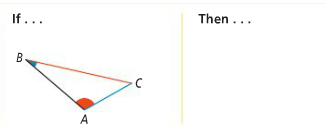 If . . .
Then . . .
B
C
A